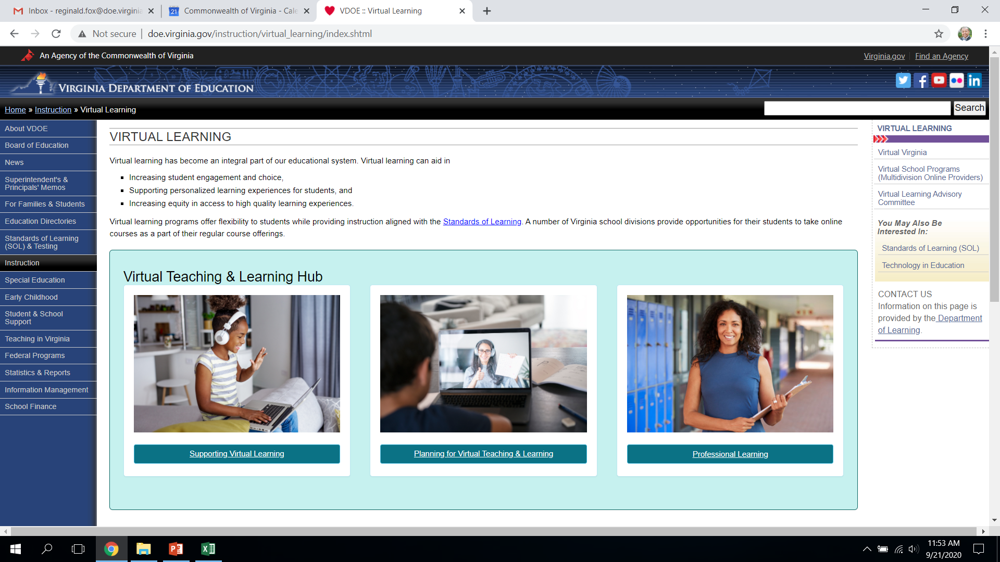 Inbox - reginald.fox@doe.virginia
Commonwealth of Virginia - Cale
VDOE :: Virtual Learning
Not secure
doe.virginia.gov/instruction/virtual_learning/index.shtml
An Agency of the Commonwealth of Virginia
Virginia.gov
Find an Agency
VIRGINIA DEPARTMENT OF EDUCATION
Home » Instruction » Virtual Learning
Search
About VDOE
Board of Education
News
Superintendent's &
Principals' Memos
For Families & Students
Education Directories
Standards of Learning
(SOL) & Testing
Instruction
Special Education
Early Childhood
Student & School
Support
Teaching in Virginia
Federal Programs
Statistics & Reports
Information Management
School Finance
VIRTUAL LEARNING
Virtual learning has become an integral part of our educational system. Virtual learning can aid in
Increasing student engagement and choice,
Supporting personalized learning experiences for students, and
Increasing equity in access to high quality learning experiences.
Virtual learning programs offer flexibility to students while providing instruction aligned with the Standards of Learning. A number of Virginia school divisions provide opportunities for their students to take online
courses as a part of their regular course offerings.
Virtual Teaching & Learning Hub
Supporting Virtual Learning
Planning for Virtual Teaching & Learning
Professional Learning
VIRTUAL LEARNING
Virtual Virginia
Virtual School Programs
(Multidivision Online Providers)
Virtual Learning Advisory
Committee
You May Also Be
Interested In:
Standards of Learning (SOL)
Technology in Education
CONTACT US
Information on this page is
provided by the Department
of Learning.
11:53 AM
9/21/2020